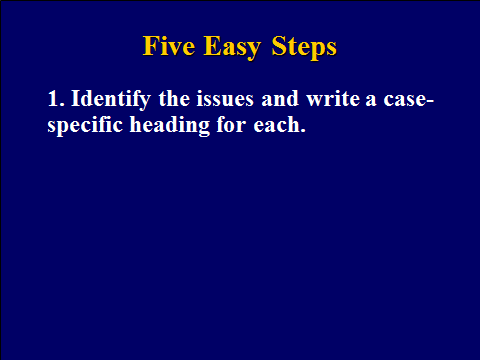 Five Easy Steps
1. Identify the issues and write a case-
specific heading for each.